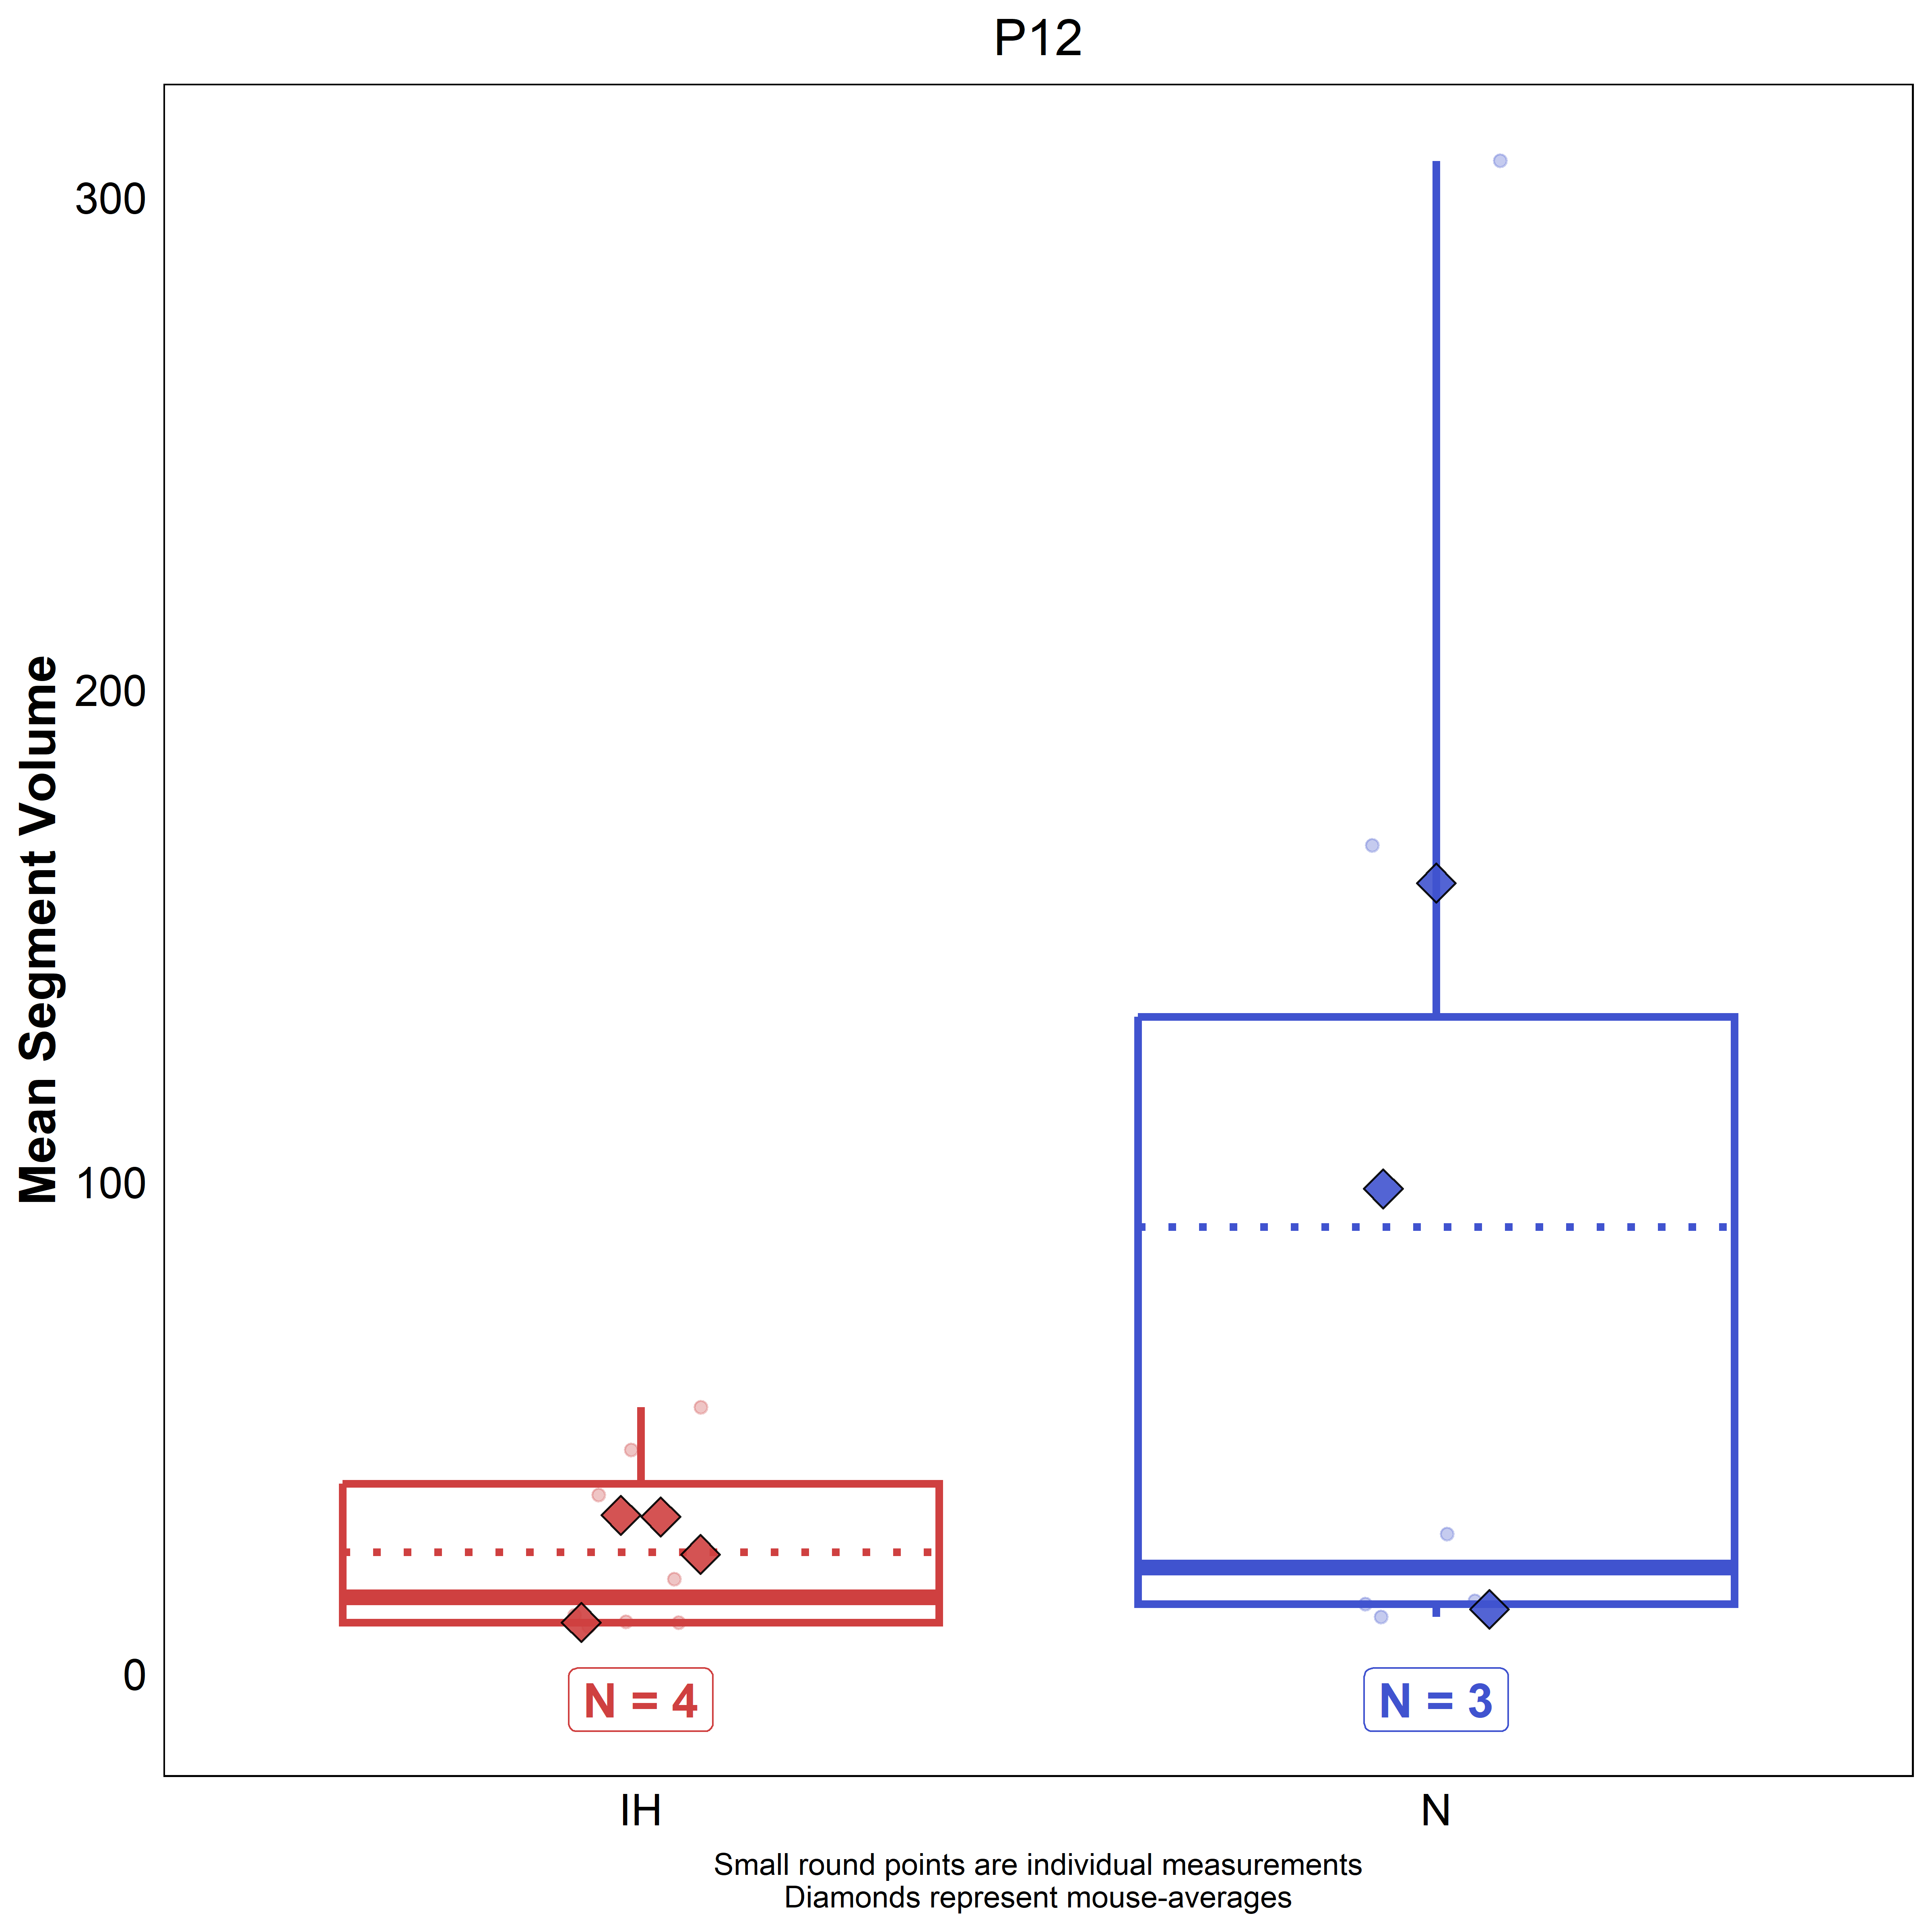 P12
Mean Segment Volume
300
200
100
0
N = 4
N = 3
IH
N
Small round points are individual measurements
Diamonds represent mouse-averages